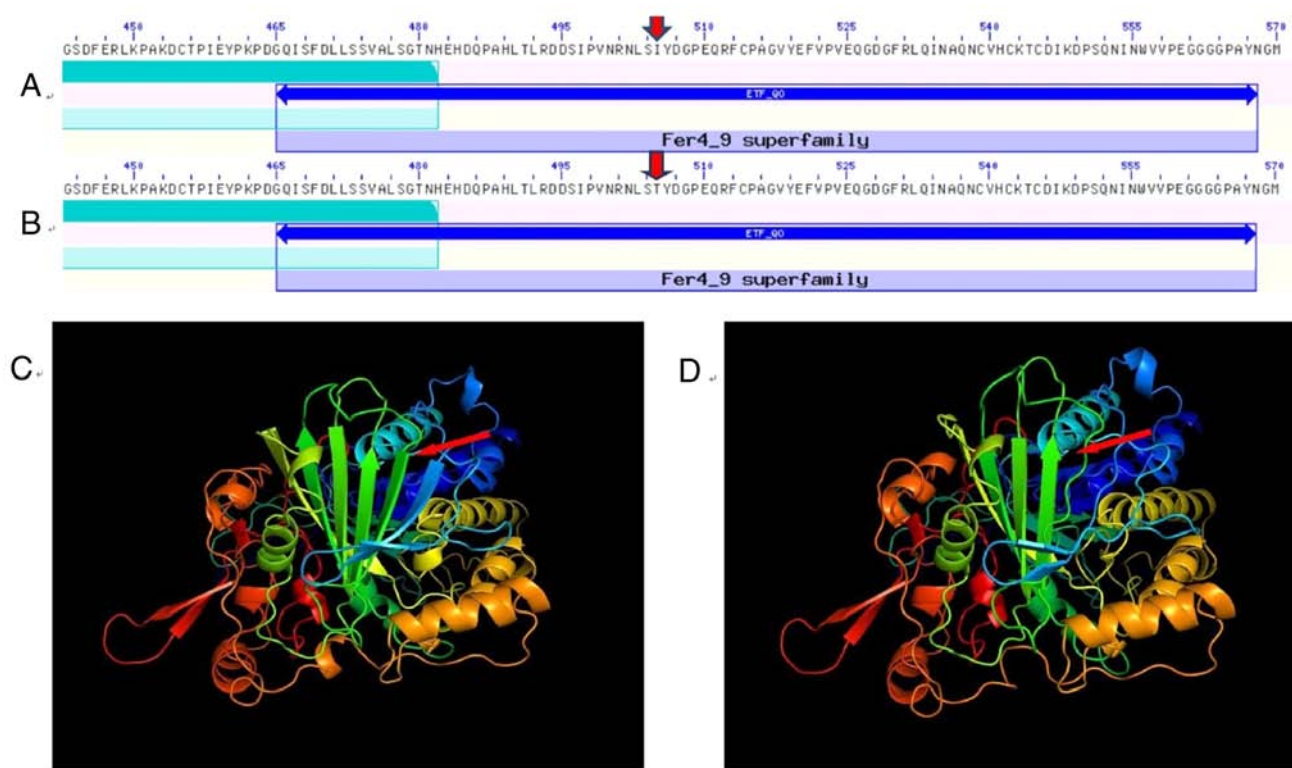 450 465 480 495 510 525 540 555 570
GSDFERLKPAKDCTPIEYPKPDGQISFDLLSSVALSGTNHEHDQPAHLTLRDDSIPVNRNLSIYDGPEQRFCPAGVYEFVPVEQGDGFRLQINAQNCVHCKTCDIKDPSQNINWVVPEGGGGPAYNGM
A
ETF_QO
Fer4_9 superfamily
450 465 480 495 510 525 540 555 570
GSDFERLKPAKDCTPIEYPKPDGQISFDLLSSVALSGTNHEHDQPAHLTLRDDSIPVNRNLSTYDGPEQRFCPAGVYEFVPVEQGDGFRLQINAQNCVHCKTCDIKDPSQNINWVVPEGGGGPAYNGM
B
ETF_QO
Fer4_9 superfamily
C D